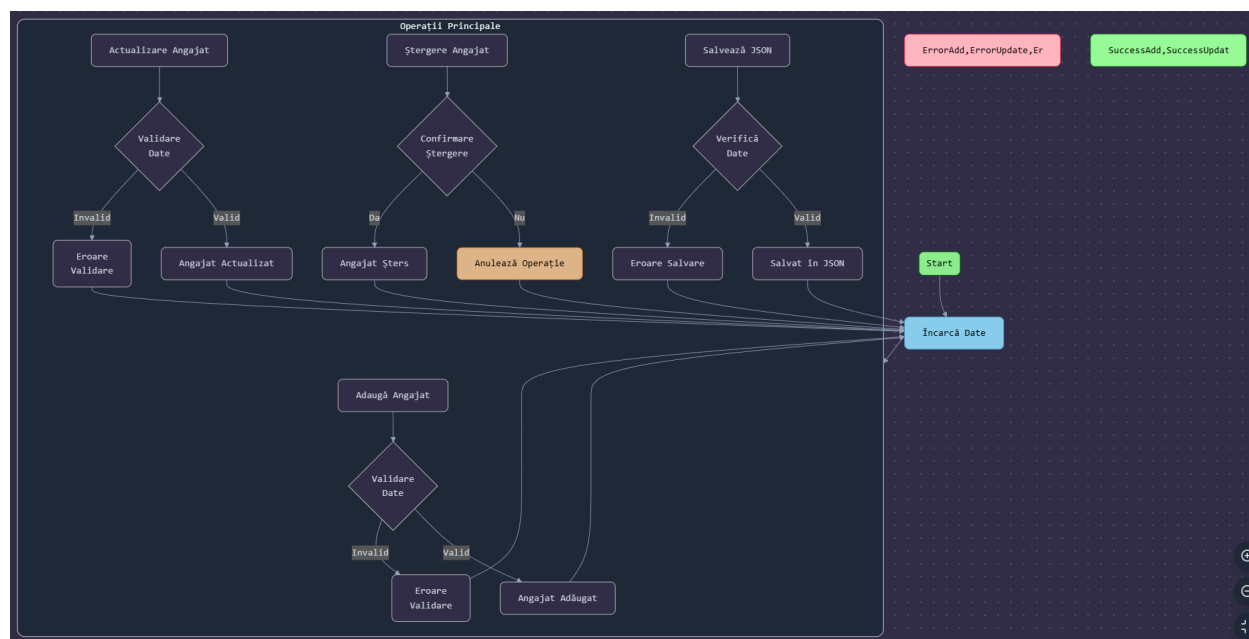 Operații Principale
Actualizare Angajat
Ștergere Angajat
Salvează JSON
ErrorAdd,ErrorUpdate,Er
SuccessAdd,SuccessUpdat
Validare
Date
Confirmare
Ștergere
Verifică
Date
Invalid
Valid
Da
Nu
Invalid
Valid
Eroare
Validare
Angajat Actualizat
Angajat Șters
Anulează Operație
Eroare Salvare
Salvat în JSON
Start
Încarcă Date
Adaugă Angajat
Validare
Date
Invalid
Valid
Eroare
Validare
Angajat Adăugat